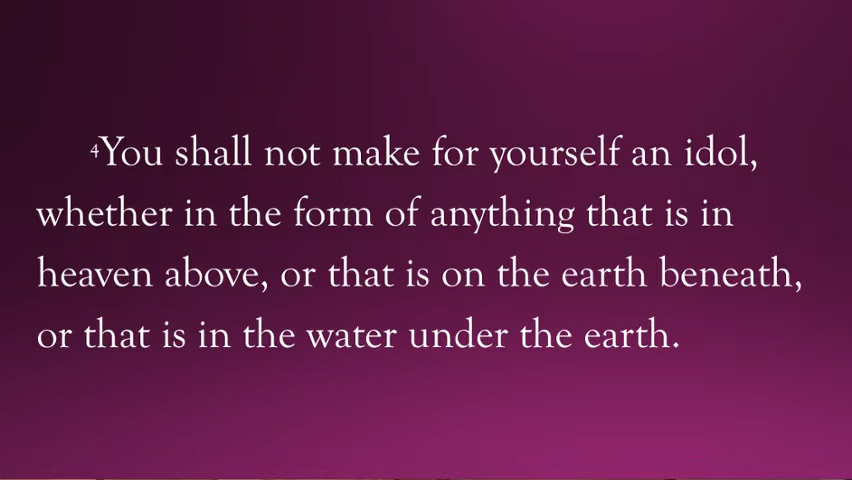 ⁴You shall not make for yourself an idol,
whether in the form of anything that is in
heaven above, or that is on the earth beneath,
or that is in the water under the earth.